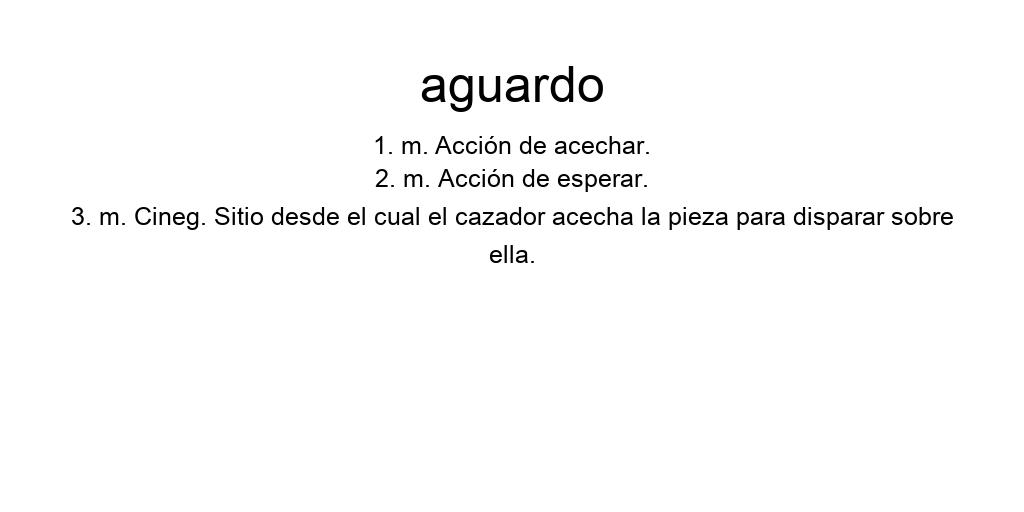 aguardo
1. m. Acción de acechar.
2. m. Acción de esperar.
3. m. Cineg. Sitio desde el cual el cazador acecha la pieza para disparar sobre
ella.